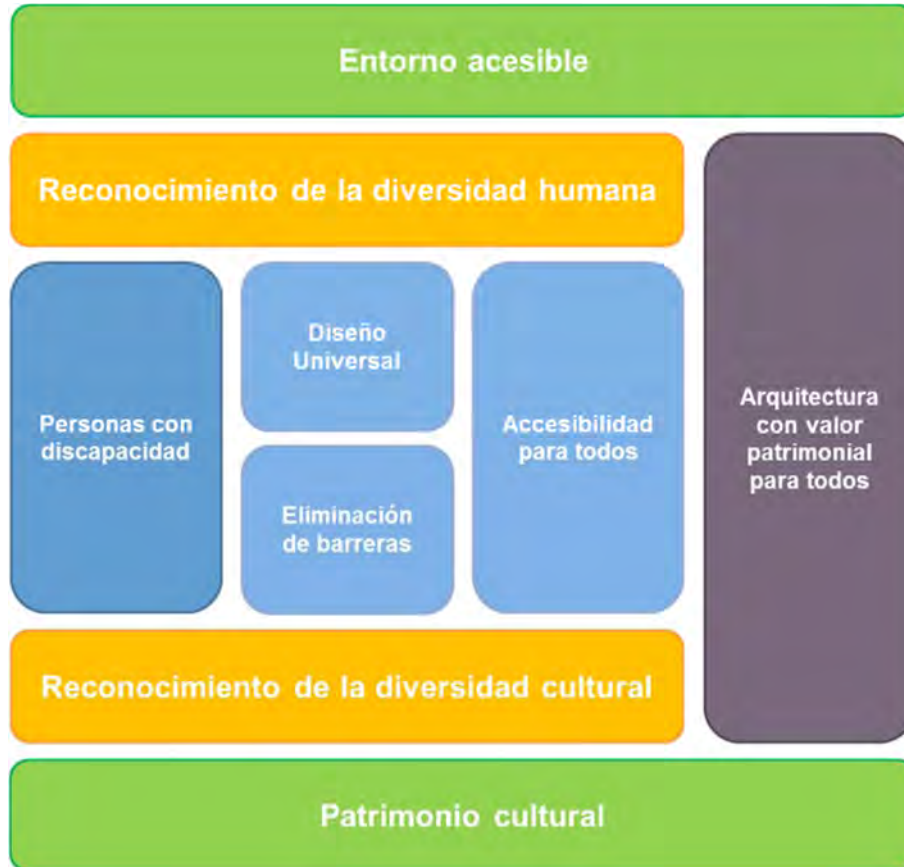 Entorno acesible
Reconocimiento de la diversidad humana
Personas con
discapacidad
Diseño
Universal
Eliminación
de barreras
Accesibilidad
para todos
Arquitectura
con valor
patrimonial
para todos
Reconocimiento de la diversidad cultural
Patrimonio cultural